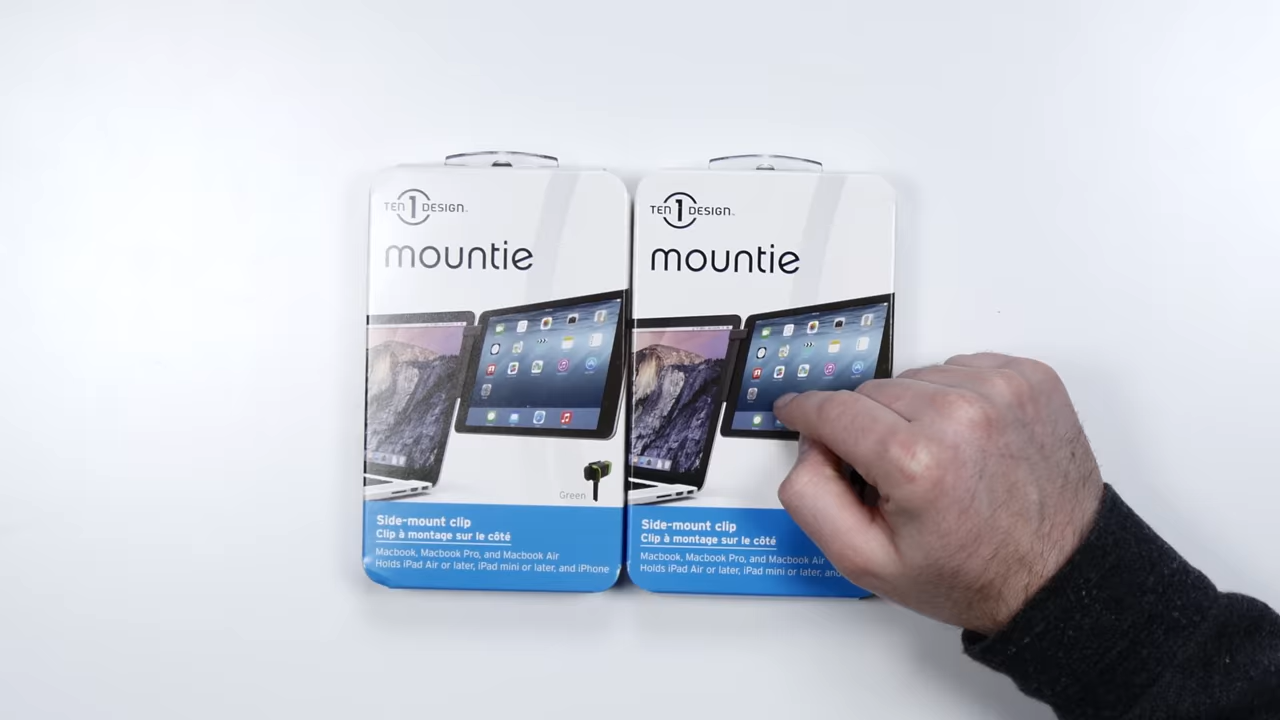 TEN 1 DESIGN™
mountie
Green
Side-mount clip
Clip à montage sur le côté
Macbook, Macbook Pro, and Macbook Air
Holds iPad Air or later, iPad mini or later, and iPhone
TEN 1 DESIGN™
mountie
Side-mount clip
Clip à montage sur le côté
Macbook, Macbook Pro, and Macbook Air
Holds iPad Air or later, iPad mini or later, and